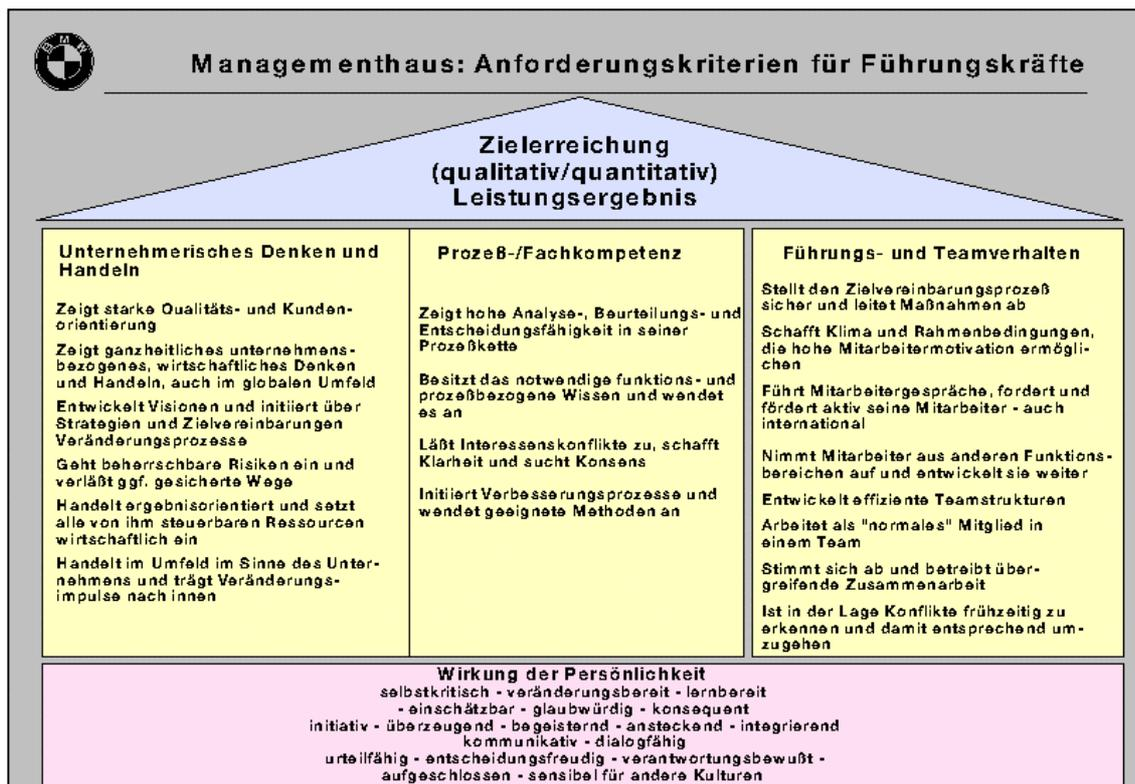 BMW
Managementhaus: Anforderungskriterien für Führungskräfte
Zielerreichung
(qualitativ/quantitativ)
Leistungsergebnis
Unternehmerisches Denken und
Handeln
Zeigt starke Qualitäts- und Kunden-
orientierung
Zeigt ganzheitliches unternehmens-
bezogenes, wirtschaftliches Denken
und Handeln, auch im globalen Umfeld
Entwickelt Visionen und initiiert über
Strategien und Zielvereinbarungen
Veränderungsprozesse
Geht beherrschbare Risiken ein und
verläßt ggf. gesicherte Wege
Handelt ergebnisorientiert und setzt
alle von ihm steuerbaren Ressourcen
wirtschaftlich ein
Handelt im Umfeld im Sinne des Unter-
nehmens und trägt Veränderungs-
impulse nach innen
Prozeß-/Fachkompetenz
Zeigt hohe Analyse-, Beurteilungs- und
Entscheidungsfähigkeit in seiner
Prozeßkette
Besitzt das notwendige funktions- und
prozeßbezogene Wissen und wendet
es an
Läßt Interessenskonflikte zu, schafft
Klarheit und sucht Konsens
Initiiert Verbesserungsprozesse und
wendet geeignete Methoden an
Führungs- und Teamverhalten
Stellt den Zielvereinbarungsprozeß
sicher und leitet Maßnahmen ab
Schafft Klima und Rahmenbedingungen,
die hohe Mitarbeitermotivation ermögli-
chen
Führt Mitarbeitergespräche, fordert und
fördert aktiv seine Mitarbeiter - auch
international
Nimmt Mitarbeiter aus anderen Funktions-
bereichen auf und entwickelt sie weiter
Entwickelt effiziente Teamstrukturen
Arbeitet als "normales" Mitglied in
einem Team
Stimmt sich ab und betreibt über-
greifende Zusammenarbeit
Ist in der Lage Konflikte frühzeitig zu
erkennen und damit entsprechend um-
zugehen
Wirkung der Persönlichkeit
selbstkritisch - veränderungsbereit - lernbereit
- einschätzbar - glaubwürdig - konsequent
initiativ - überzeugend - begeisternd - ansteckend - integrierend
kommunikativ - dialogfähig
urteilfähig - entscheidungsfreudig - verantwortungsbewußt -
aufgeschlossen - sensibel für andere Kulturen